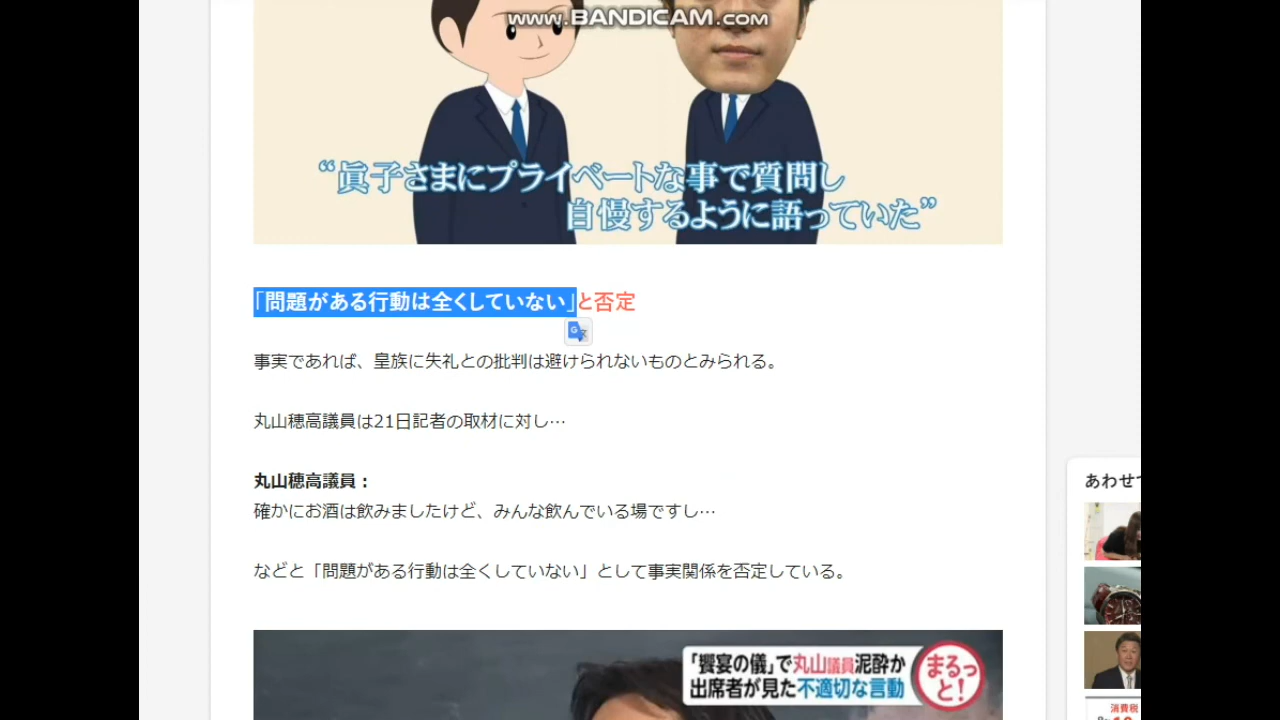 www.BANDICAM.com
“眞子さまにプライベートな事で質問し
自慢するように語っていた”
「問題がある行動は全くしていない」と否定
事実であれば、皇族に失礼との批判は避けられないものとみられる。
丸山穂高議員は21日記者の取材に対し…
丸山穂高議員：
確かにお酒は飲みましたけど、みんな飲んでいる場ですし…
などと「問題がある行動は全くしていない」として事実関係を否定している。
あわせて
「饗宴の儀」で丸山議員泥酔か
出席者が見た不適切な言動
まるっ
と！
消費税